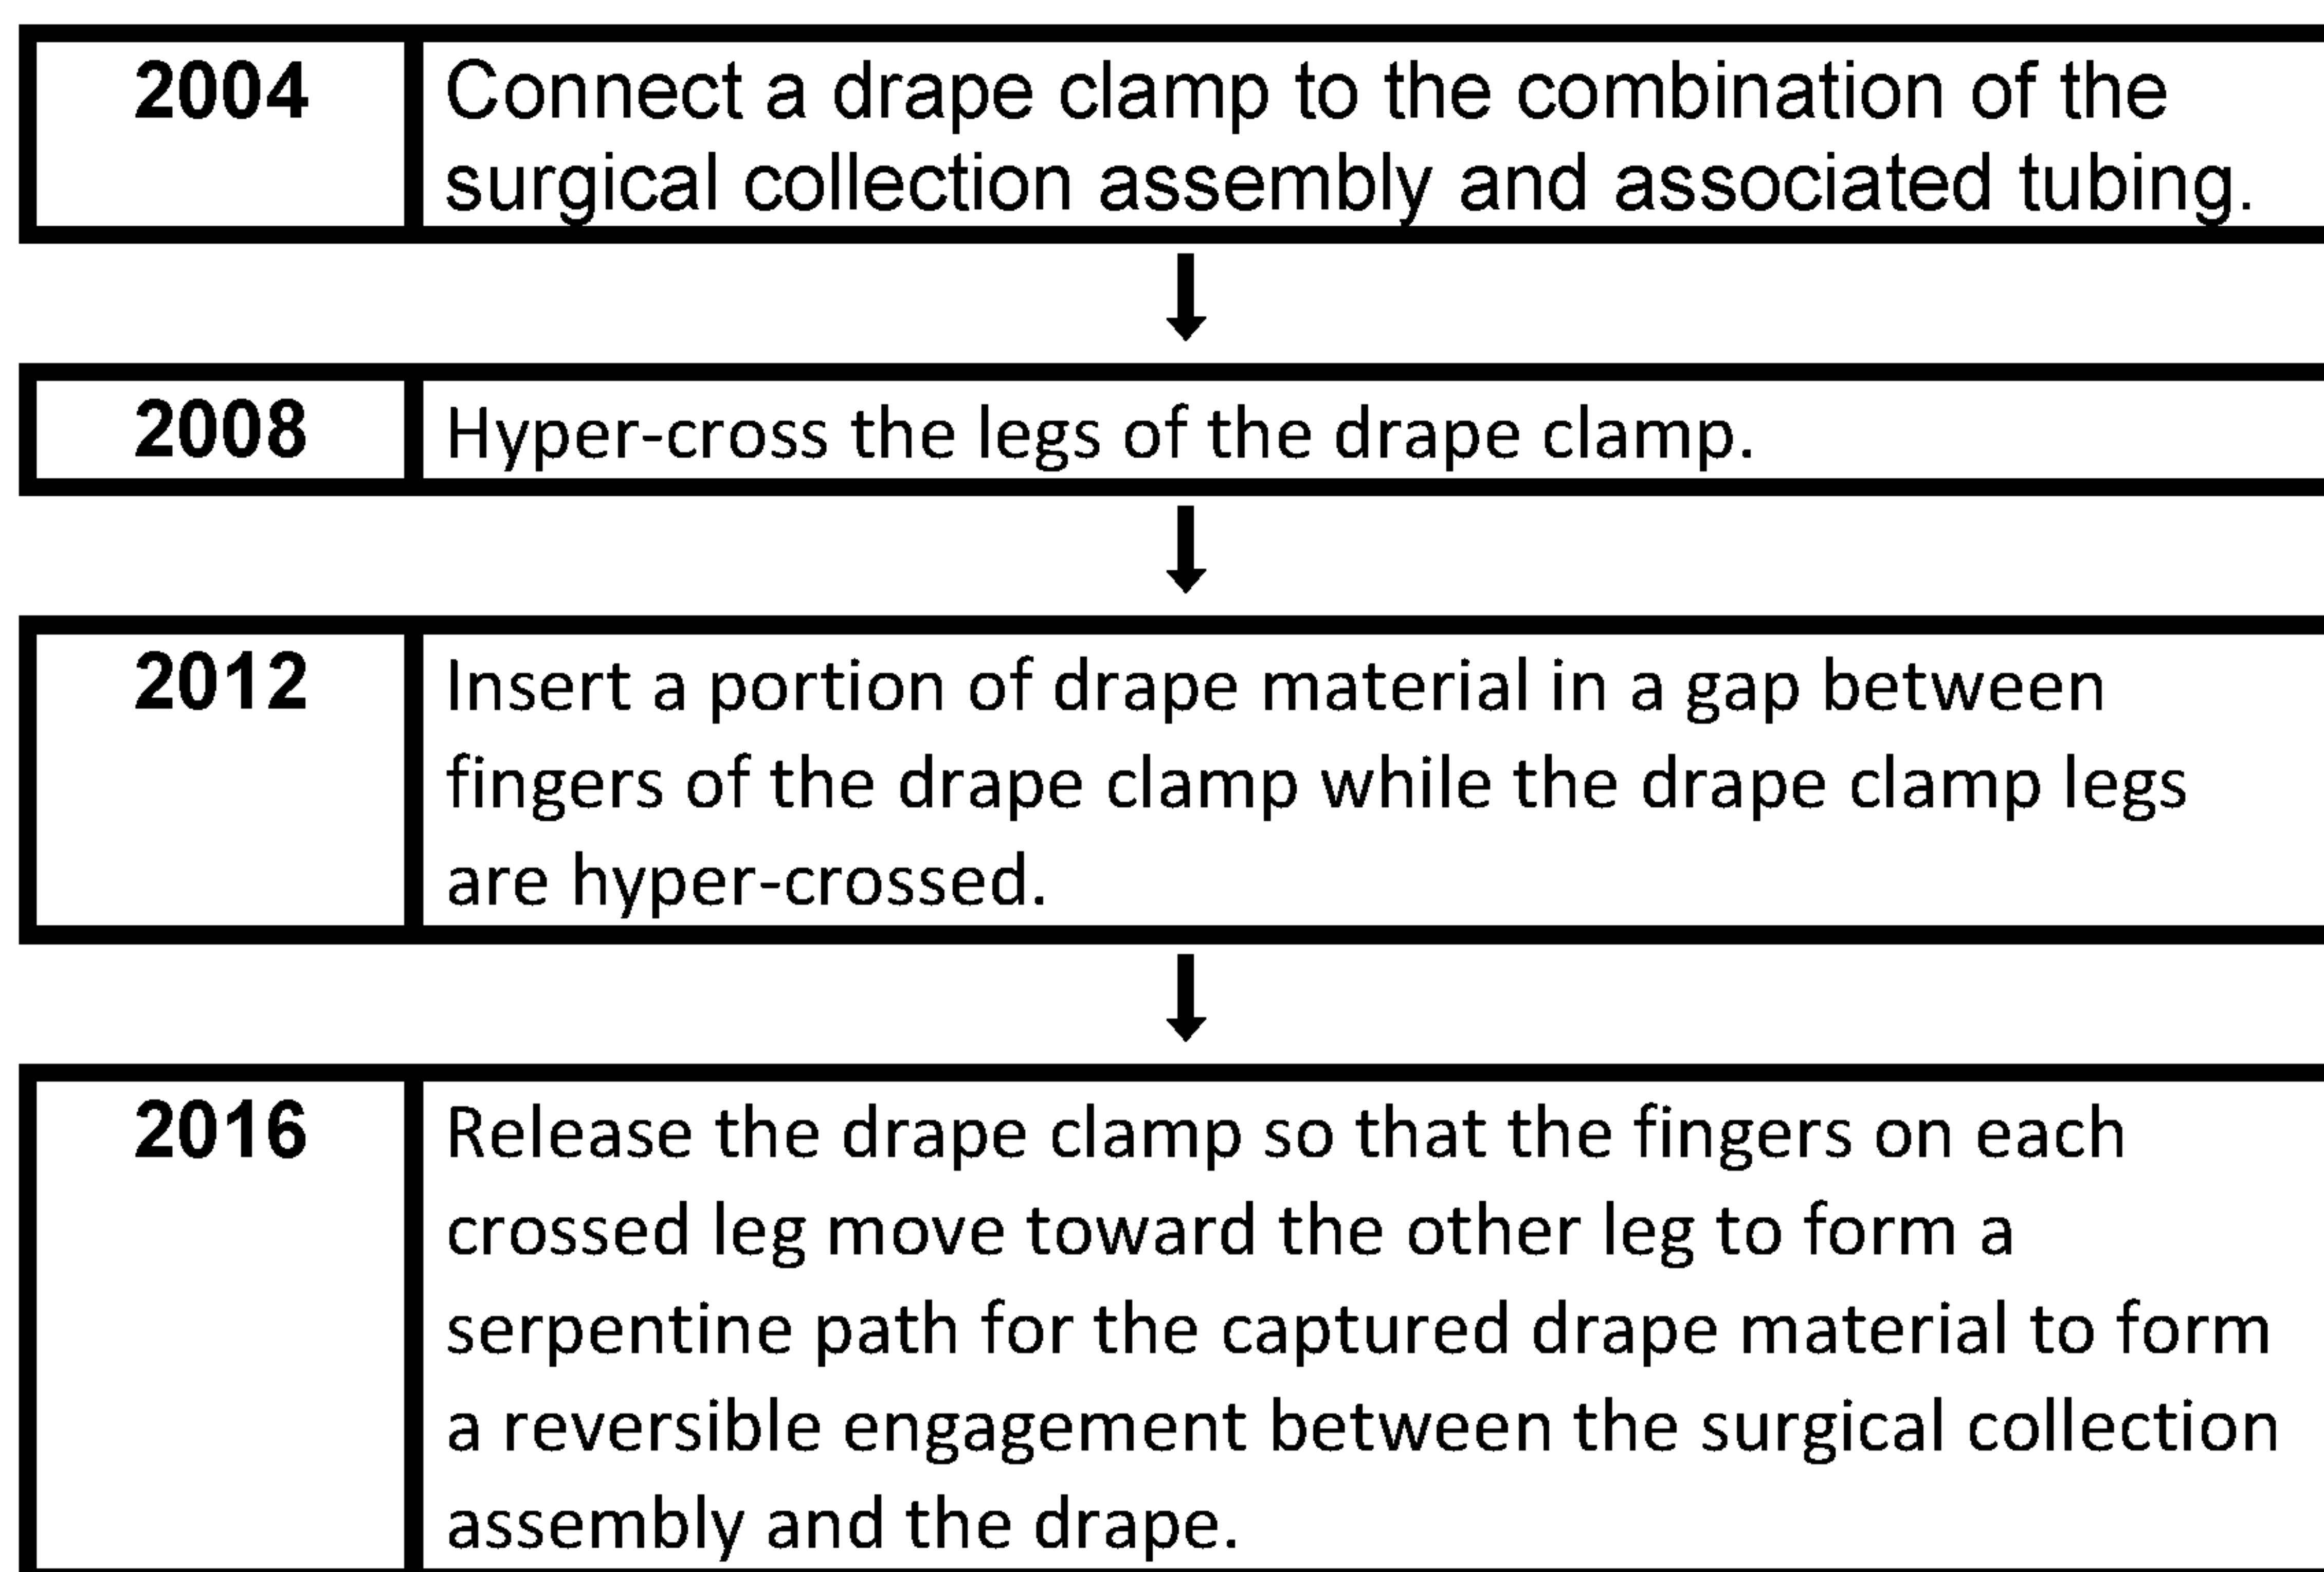 2004 Connect a drape clamp to the combination of the
surgical collection assembly and associated tubing.
2008 Hyper-cross the legs of the drape clamp.
2012 Insert a portion of drape material in a gap between
fingers of the drape clamp while the drape clamp legs
are hyper-crossed.
2016 Release the drape clamp so that the fingers on each
crossed leg move toward the other leg to form a
serpentine path for the captured drape material to form
a reversible engagement between the surgical collection
assembly and the drape.